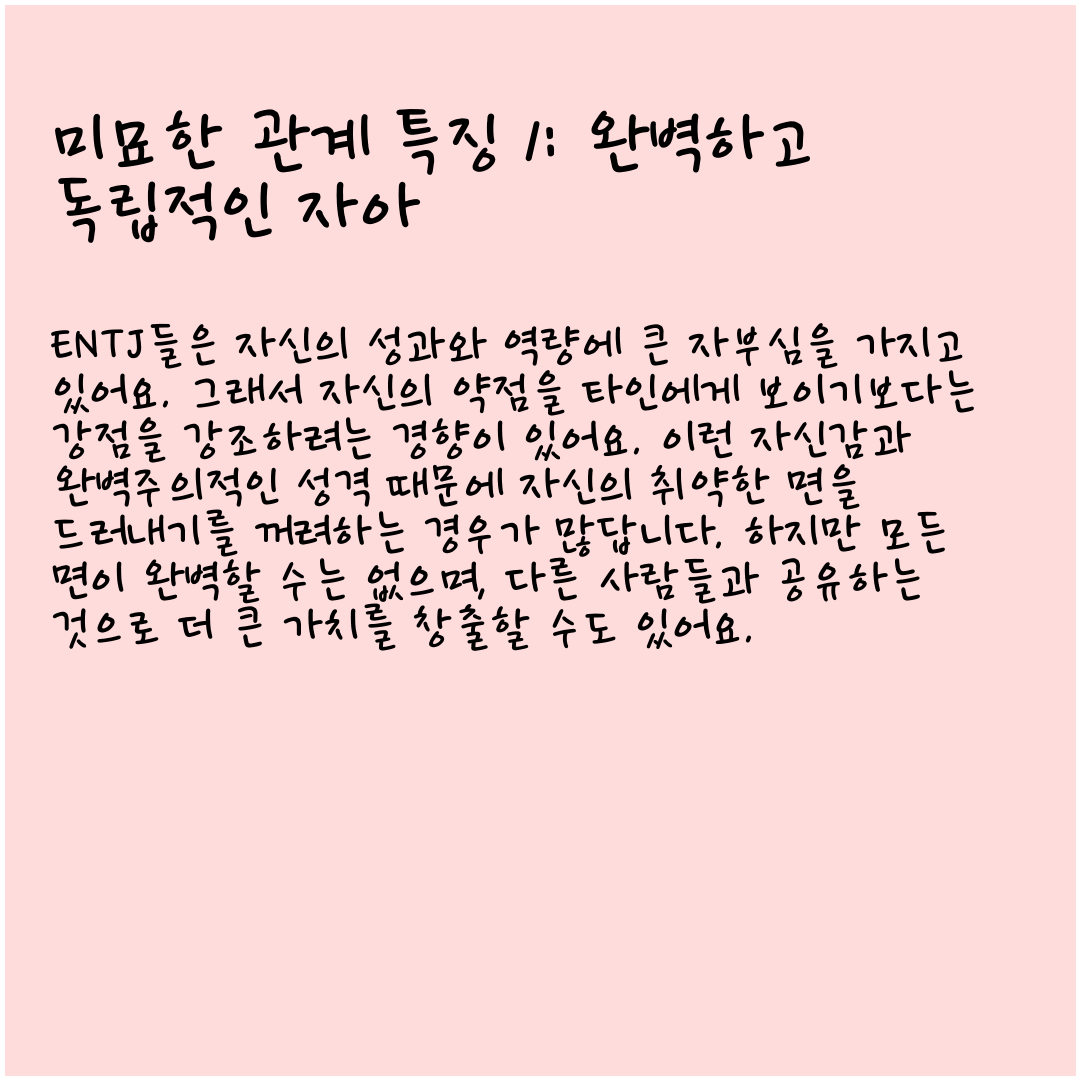 미묘한 관계 특징 1: 완벽하고
독립적인 자아
ENTJ들은 자신의 성과와 역량에 큰 자부심을 가지고
있어요. 그래서 자신의 약점을 타인에게 보이기보다는
강점을 강조하려는 경향이 있어요. 이런 자신감과
완벽주의적인 성격 때문에 자신의 취약한 면을
드러내기를 꺼려하는 경우가 많답니다. 하지만 모든
면이 완벽할 수는 없으며, 다른 사람들과 공유하는
것으로 더 큰 가치를 창출할 수도 있어요.